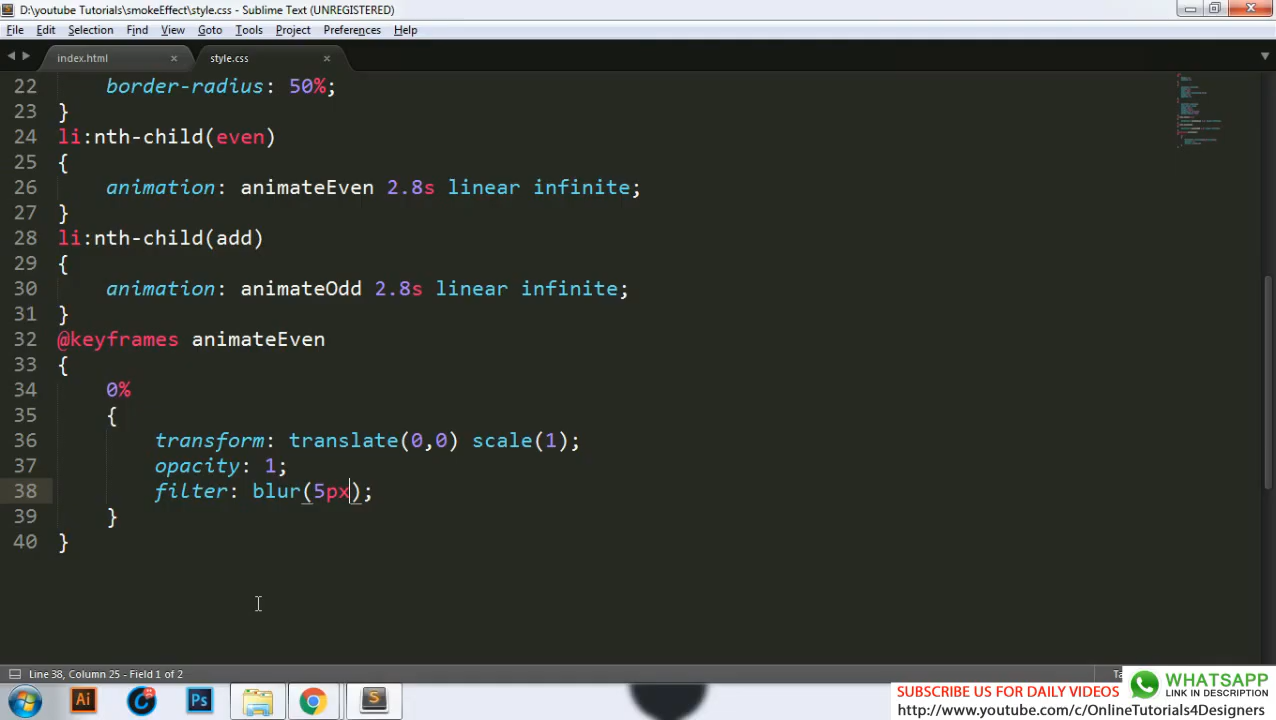 D:\youtube Tutorials\smokeEffect\style.css - Sublime Text (UNREGISTERED)
File Edit Selection Find View Goto Tools Project Preferences Help
index.html × style.css ×
22 border-radius: 50%;
23 }
24 li:nth-child(even)
25 {
26 animation: animateEven 2.8s linear infinite;
27 }
28 li:nth-child(add)
29 {
30 animation: animateOdd 2.8s linear infinite;
31 }
32 @keyframes animateEven
33 {
34 0%
35 {
36 transform: translate(0,0) scale(1);
37 opacity: 1;
38 filter: blur(5px);
39 }
40 }
Line 38, Column 25 - Field 1 of 2
Ai Ps S
SUBSCRIBE US FOR DAILY VIDEOS
http://www.youtube.com/c/OnlineTutorials4Designers
WHATSAPP
LINK IN DESCRIPTION